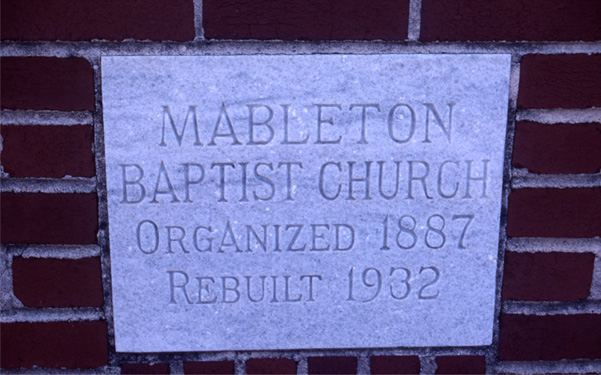 MABLETON
BAPTIST CHURCH
ORGANIZED 1887
REBUILT 1932